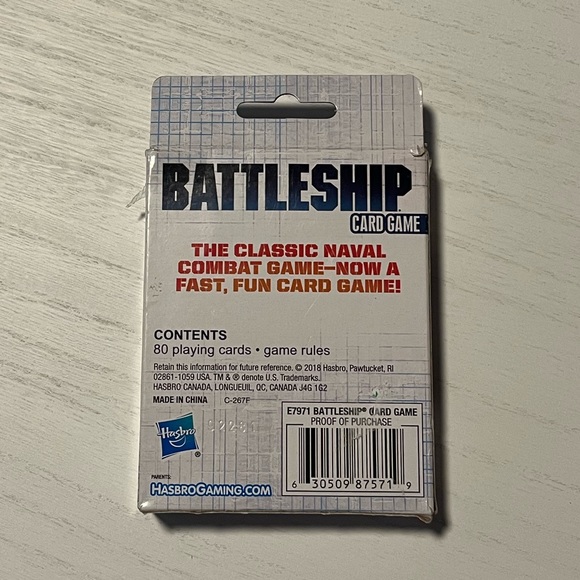 BATTLESHIP
CARD GAME
THE CLASSIC NAVAL
COMBAT GAME–NOW A
FAST, FUN CARD GAME!
CONTENTS
80 playing cards • game rules
Retain this information for future reference. © 2018 Hasbro, Pawtucket, RI
02861-1059 USA. TM & ® denote U.S. Trademarks.
HASBRO CANADA, LONGUEUIL, QC, CANADA J4G 1G2
MADE IN CHINA C-267F
Hasbro
®
PARENTS:
HASBROGAMING.COM
E7971 BATTLESHIP® CARD GAME
PROOF OF PURCHASE
6 30509 87571 9